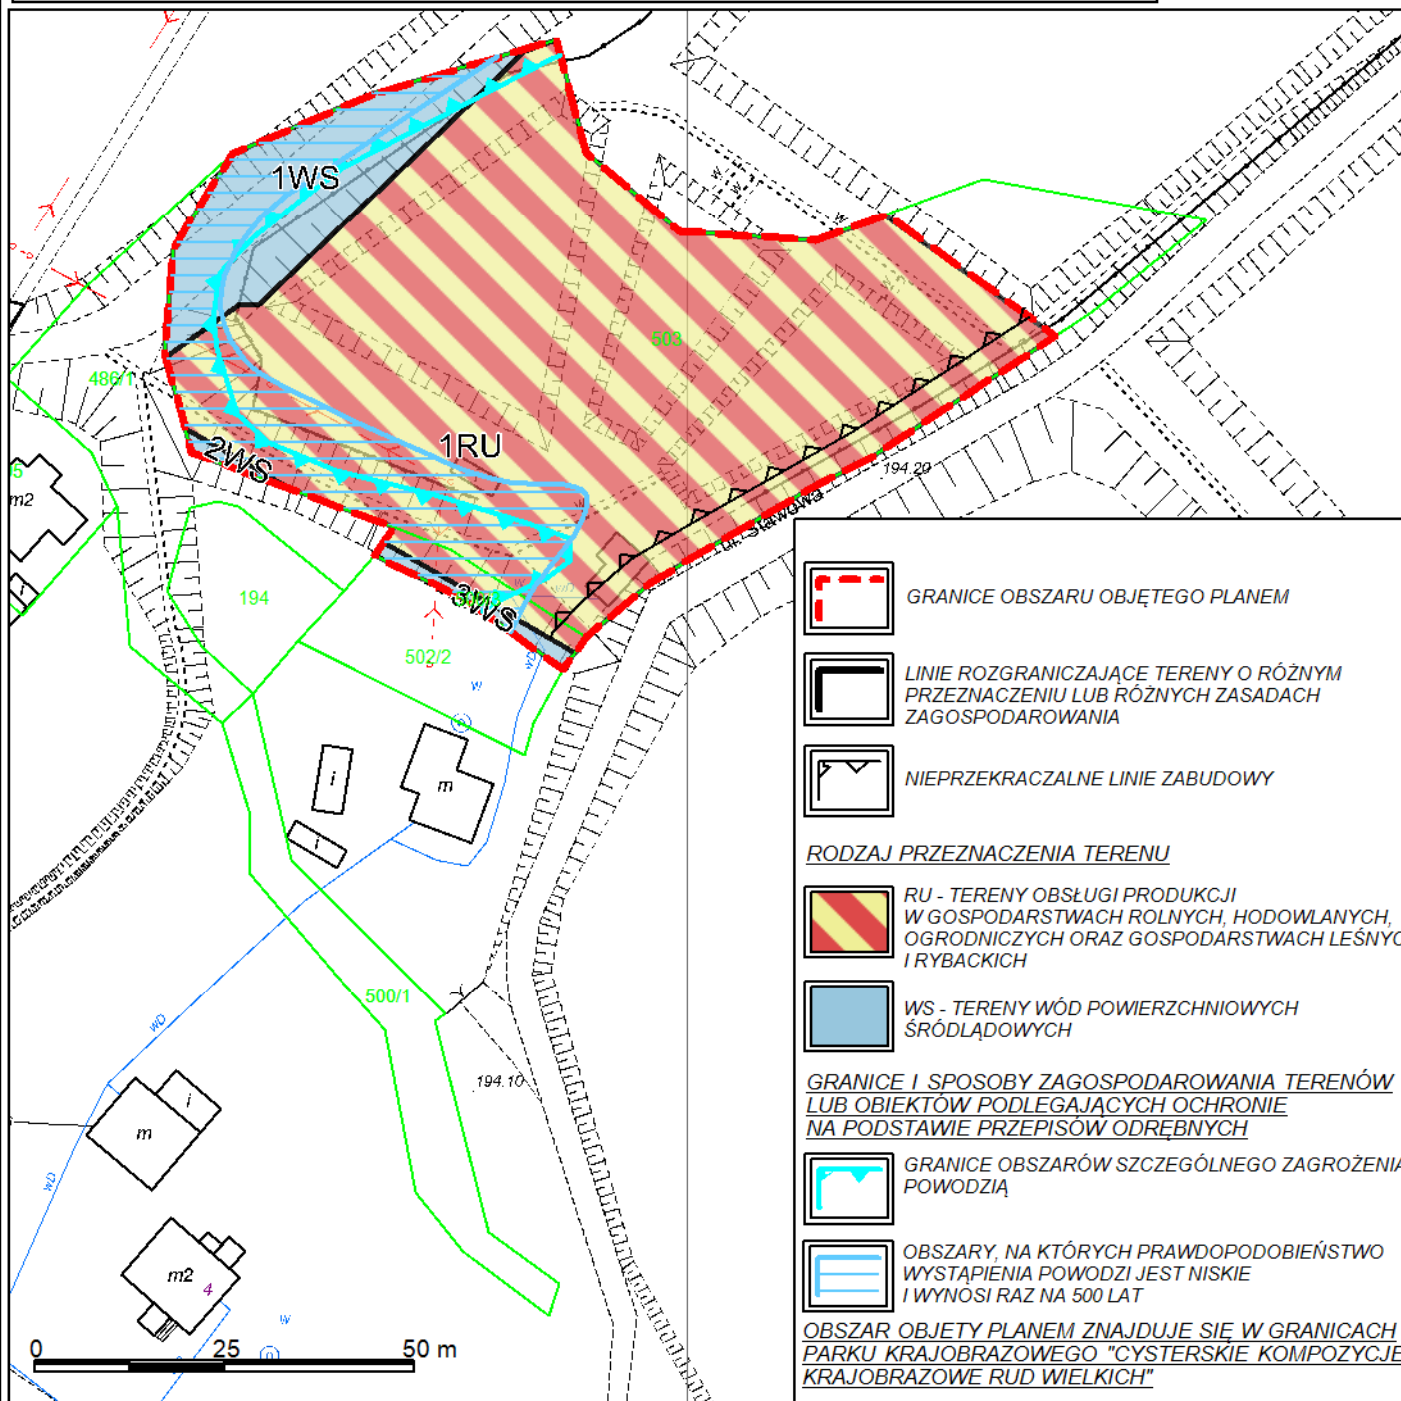 1WS
W
W
W
W
503
486/1
1RU
2WS
35
m2
194.20
ul. Stawowa
194
3WS
502/2
s
wD
W
m
i
i
500/1
wD
194.10
i
m
wD
m2
4
W
0 25 50 m
GRANICE OBSZARU OBJĘTEGO PLANEM
LINIE ROZGRANICZAJĄCE TERENY O RÓŻNYM
PRZEZNACZENIU LUB RÓŻNYCH ZASADACH
ZAGOSPODAROWANIA
NIEPRZEKRACZALNE LINIE ZABUDOWY
RODZAJ PRZEZNACZENIA TERENU
RU - TERENY OBSŁUGI PRODUKCJI
W GOSPODARSTWACH ROLNYCH, HODOWLANYCH,
OGRODNICZYCH ORAZ GOSPODARSTWACH LEŚNYC
I RYBACKICH
WS - TERENY WÓD POWIERZCHNIOWYCH
ŚRÓDLĄDOWYCH
GRANICE I SPOSOBY ZAGOSPODAROWANIA TERENÓW
LUB OBIEKTÓW PODLEGAJĄCYCH OCHRONIE
NA PODSTAWIE PRZEPISÓW ODRĘBNYCH
GRANICE OBSZARÓW SZCZEGÓLNEGO ZAGROŻENIA
POWODZIĄ
OBSZARY, NA KTÓRYCH PRAWDOPODOBIEŃSTWO
WYSTĄPIENIA POWODZI JEST NISKIE
I WYNOSI RAZ NA 500 LAT
OBSZAR OBJETY PLANEM ZNAJDUJE SIĘ W GRANICACH
PARKU KRAJOBRAZOWEGO "CYSTERSKIE KOMPOZYCJE
KRAJOBRAZOWE RUD WIELKICH"